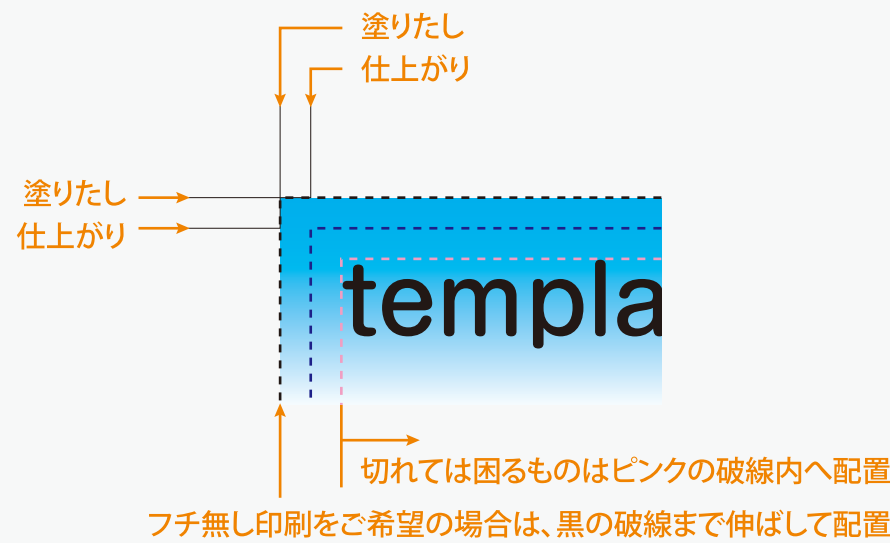 塗りたし
仕上がり
塗りたし
仕上がり
templa
切れては困るものはピンクの破線内へ配置
フチ無し印刷をご希望の場合は、黒の破線まで伸ばして配置